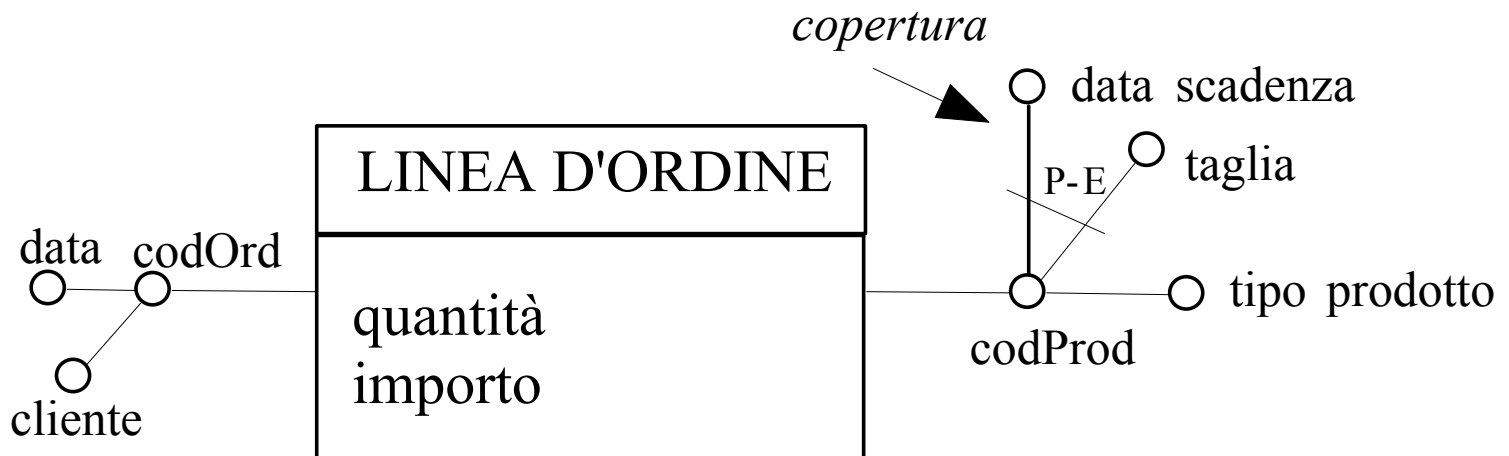 copertura
data scadenza
taglia
P-E
LINEA D'ORDINE
data
codOrd
quantità
importo
tipo prodotto
codProd
cliente